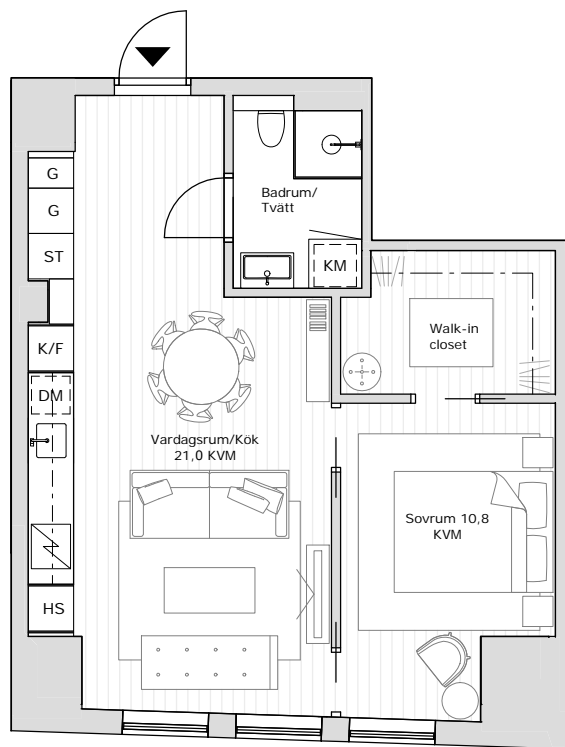 G
G
ST
K/F
DM
HS
Badrum/
Tvätt
KM
Walk-in
closet
Vardagsrum/Kök
21,0 KVM
Sovrum 10,8
KVM